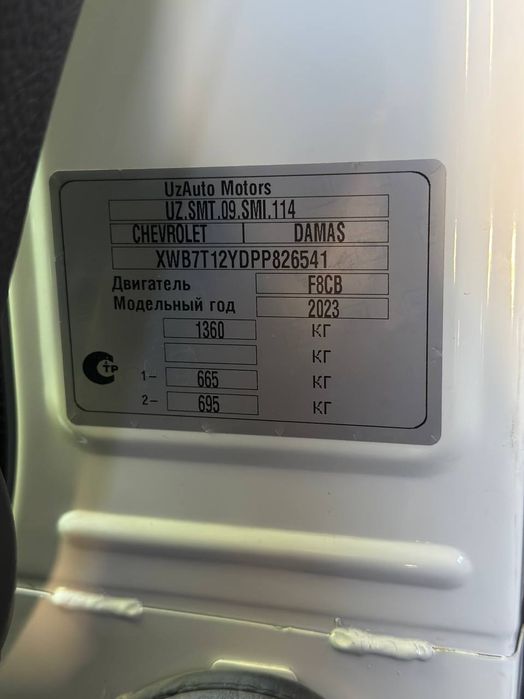 UzAuto Motors
UZ.SMT.09.SMI.114
CHEVROLET DAMAS
XWB7T12YDPP826541
Двигатель F8CB
Модельный год 2023
1360 КГ
КГ
1– 665 КГ
2– 695 КГ
СТР